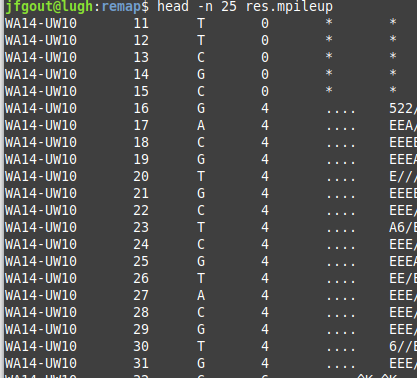 jfgout@lugh:remap$ head -n 25 res.mpileup
WA14-UW10 11 T 0 * *
WA14-UW10 12 T 0 * *
WA14-UW10 13 C 0 * *
WA14-UW10 14 G 0 * *
WA14-UW10 15 C 0 * *
WA14-UW10 16 G 4 .... 522/
WA14-UW10 17 A 4 .... EEA/
WA14-UW10 18 C 4 .... EEEE
WA14-UW10 19 G 4 .... EEEA
WA14-UW10 20 T 4 .... E///
WA14-UW10 21 G 4 .... EEEE
WA14-UW10 22 C 4 .... EEE/
WA14-UW10 23 T 4 .... A6/E
WA14-UW10 24 C 4 .... EEE/
WA14-UW10 25 G 4 .... EEEA
WA14-UW10 26 T 4 .... EE/E
WA14-UW10 27 A 4 .... EEE/
WA14-UW10 28 C 4 .... EEE/
WA14-UW10 29 G 4 .... EEE/
WA14-UW10 30 T 4 .... 6//E
WA14-UW10 31 G 4 .... EEE/